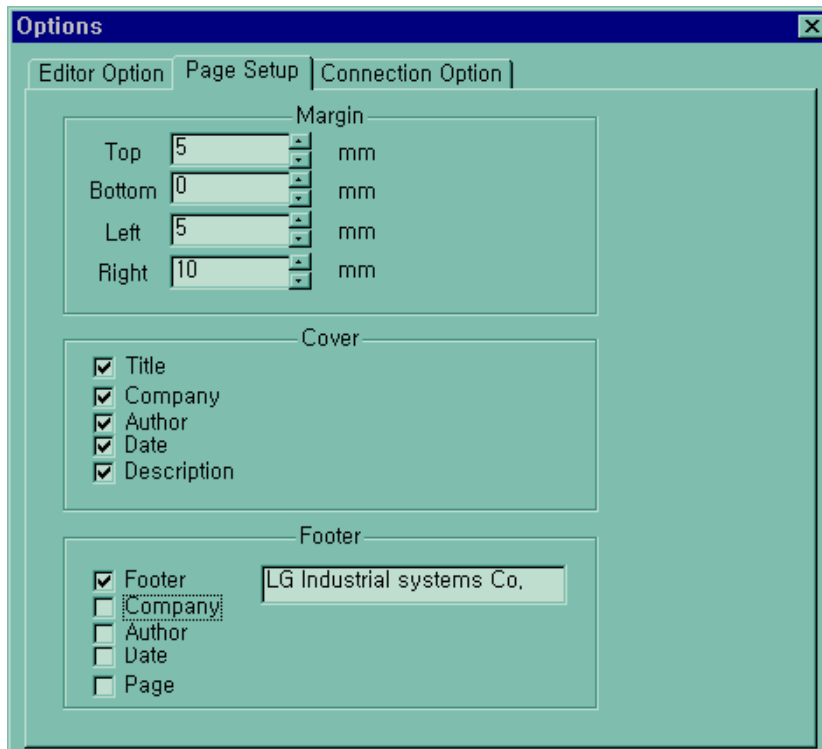 Options
Editor Option Page Setup Connection Option
Margin
Top 5 mm
Bottom 0 mm
Left 5 mm
Right 10 mm
Cover
Title
Company
Author
Date
Description
Footer
Footer LG Industrial systems Co,
Company
Author
Date
Page